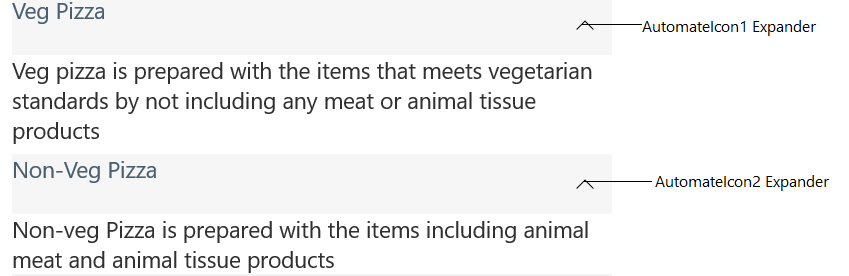 Veg Pizza
AutomateIcon1 Expander
Veg pizza is prepared with the items that meets vegetarian
standards by not including any meat or animal tissue
products
Non-Veg Pizza
AutomateIcon2 Expander
Non-veg Pizza is prepared with the items including animal
meat and animal tissue products